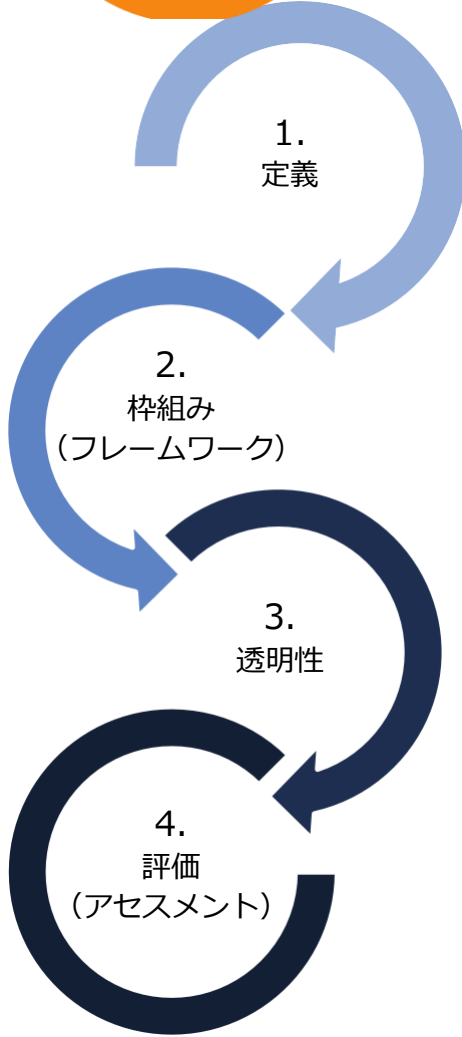 1.
定義
2.
枠組み
（フレームワーク）
3.
透明性
4.
評価
（アセスメント）